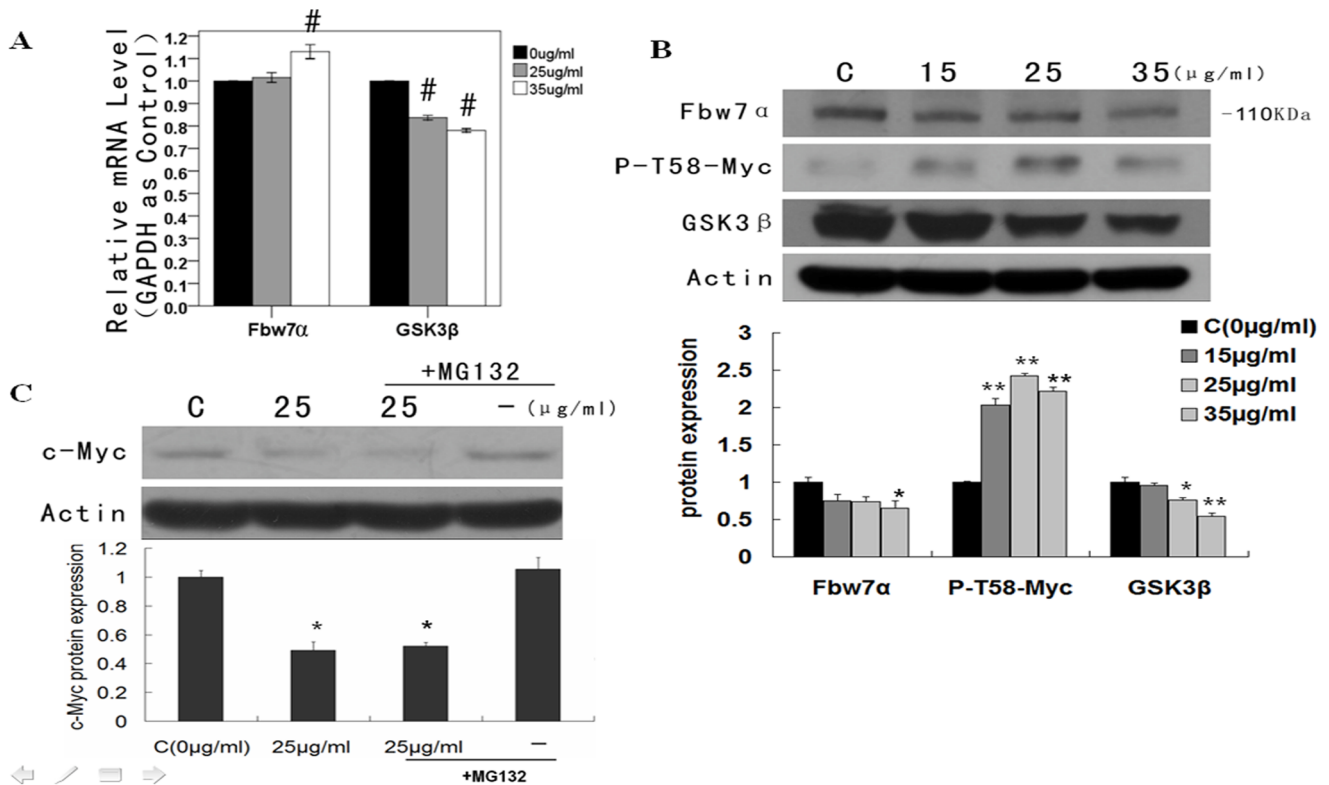 A
Relative mRNA Level
(GAPDH as Control)
1.2
1.1
1.0
0.9
0.8
0.7
0.6
0.5
0.4
0.3
0.2
0.1
0.0
#
# #
Fbw7α GSK3β
0ug/ml
25ug/ml
35ug/ml
B
C 15 25 35(μg/ml)
Fbw7α -110KDa
P-T58-Myc
GSK3β
Actin
protein expression
3
2.5
2
1.5
1
0.5
0
*
** ** **
* **
Fbw7α P-T58-Myc GSK3β
C(0μg/ml)
15μg/ml
25μg/ml
35μg/ml
C
+MG132
C 25 25 — (μg/ml)
c-Myc
Actin
c-Myc protein expression
1.2
1
0.8
0.6
0.4
0.2
0
* *
C(0μg/ml) 25μg/ml 25μg/ml —
+MG132